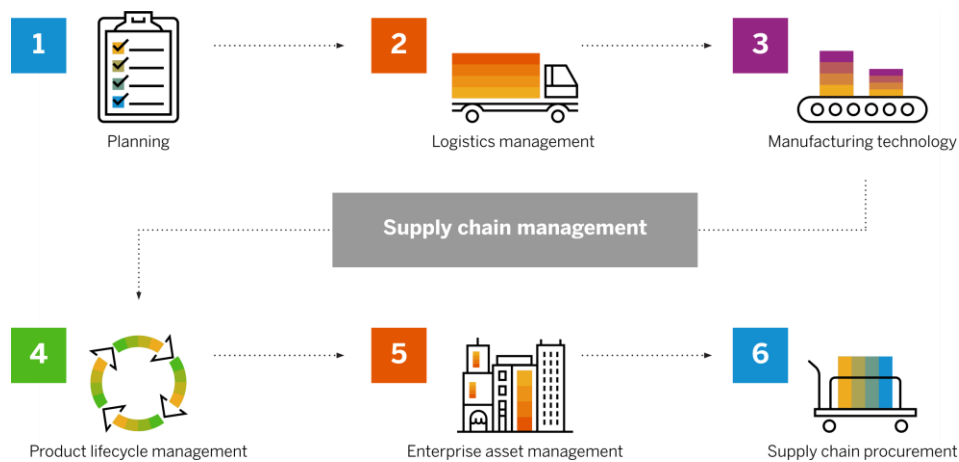 1
2
3
Planning
Logistics management
Manufacturing technology
Supply chain management
4
5
6
Product lifecycle management
Enterprise asset management
Supply chain procurement